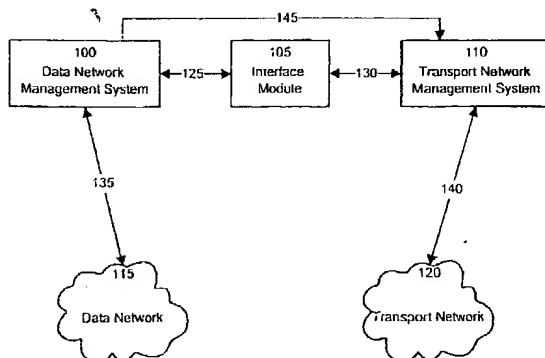 145
100
Data Network
Management System
125
105
Interface
Module
130
110
Transport Network
Management System
135
140
115
Data Network
120
Transport Network